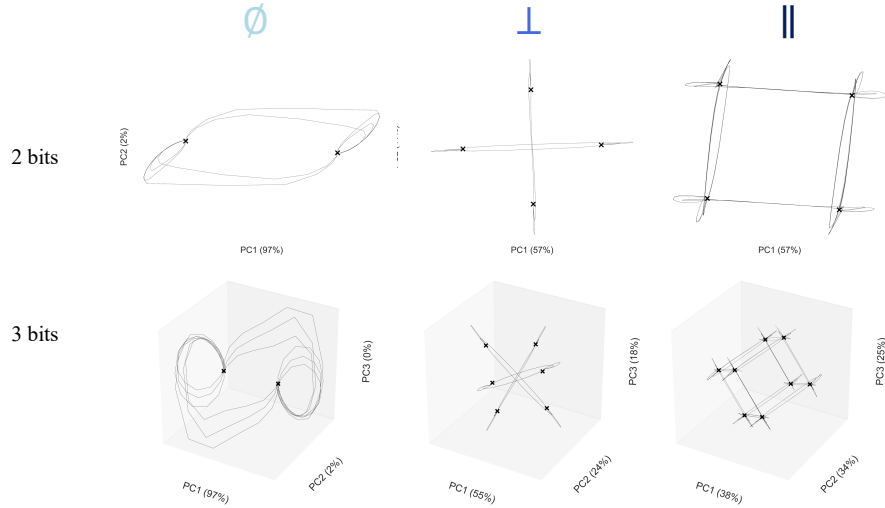 Ø ⊥ ||
2 bits
PC2 (2%)
PC1 (97%)
PC1 (57%)
PC1 (57%)
3 bits
PC3 (0%)
PC2 (2%)
PC1 (97%)
PC3 (18%)
PC2 (24%)
PC1 (55%)
PC3 (25%)
PC2 (34%)
PC1 (38%)